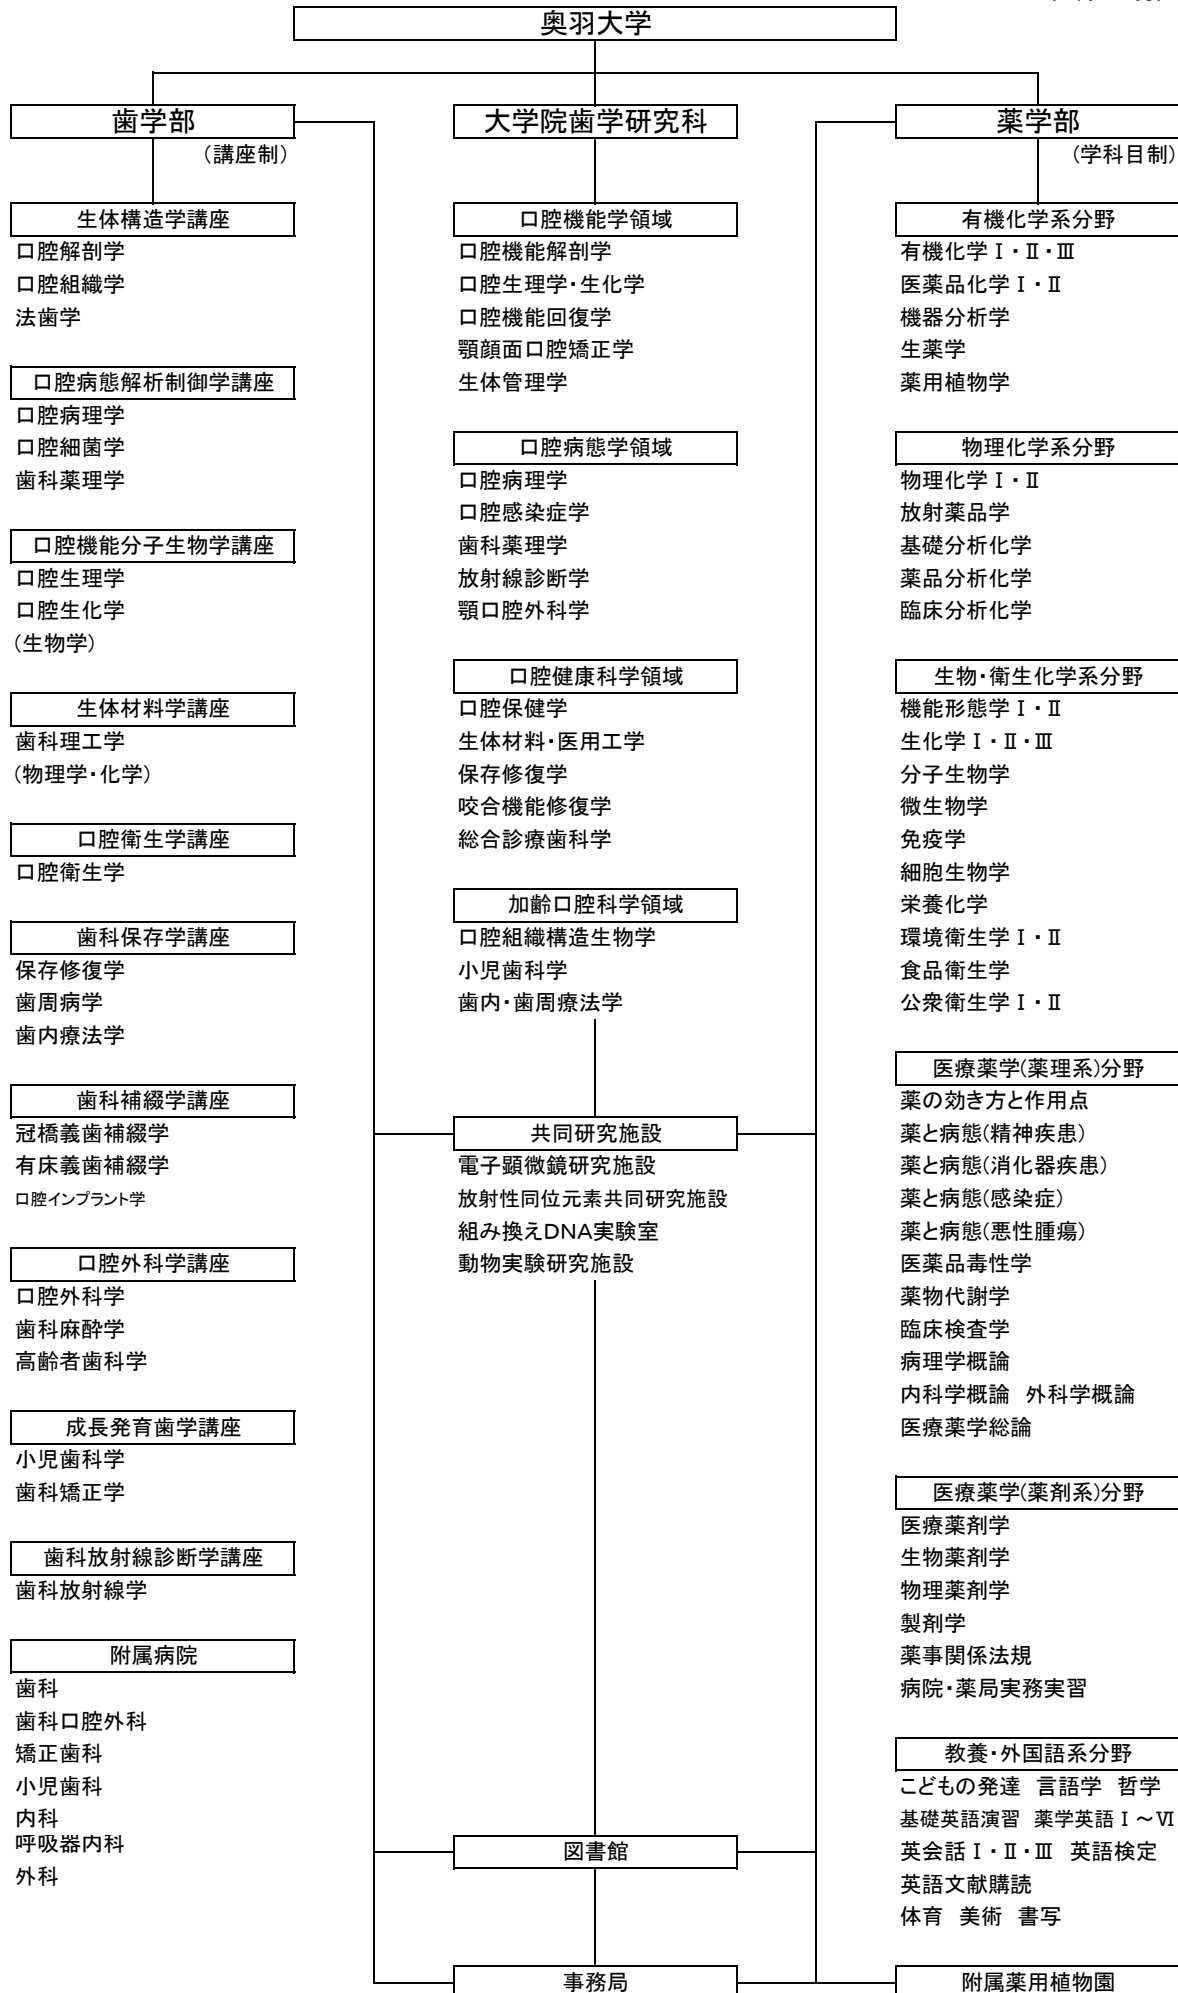 奥羽大学
歯学部
(講座制)
生体構造学講座
口腔解剖学
口腔組織学
法歯学
口腔病態解析制御学講座
口腔病理学
口腔細菌学
歯科薬理学
口腔機能分子生物学講座
口腔生理学
口腔生化学
(生物学)
生体材料学講座
歯科理工学
(物理学・化学)
口腔衛生学講座
口腔衛生学
歯科保存学講座
保存修復学
歯周病学
歯内療法学
歯科補綴学講座
冠橋義歯補綴学
有床義歯補綴学
口腔インプラント学
口腔外科学講座
口腔外科学
歯科麻酔学
高齢者歯科学
成長発育歯学講座
小児歯科学
歯科矯正学
歯科放射線診断学講座
歯科放射線学
附属病院
歯科
歯科口腔外科
矯正歯科
小児歯科
内科
呼吸器内科
外科
大学院歯学研究科
口腔機能学領域
口腔機能解剖学
口腔生理学・生化学
口腔機能回復学
顎顔面口腔矯正学
生体管理学
口腔病態学領域
口腔病理学
口腔感染症学
歯科薬理学
放射線診断学
顎口腔外科学
口腔健康科学領域
口腔保健学
生体材料・医用工学
保存修復学
咬合機能修復学
総合診療歯科学
加齢口腔科学領域
口腔組織構造生物学
小児歯科学
歯内・歯周療法学
共同研究施設
電子顕微鏡研究施設
放射性同位元素共同研究施設
組み換えDNA実験室
動物実験研究施設
図書館
事務局
薬学部
(学科目制)
有機化学系分野
有機化学Ⅰ・Ⅱ・Ⅲ
医薬品化学Ⅰ・Ⅱ
機器分析学
生薬学
薬用植物学
物理化学系分野
物理化学Ⅰ・Ⅱ
放射薬品学
基礎分析化学
薬品分析化学
臨床分析化学
生物・衛生化学系分野
機能形態学Ⅰ・Ⅱ
生化学Ⅰ・Ⅱ・Ⅲ
分子生物学
微生物学
免疫学
細胞生物学
栄養化学
環境衛生学Ⅰ・Ⅱ
食品衛生学
公衆衛生学Ⅰ・Ⅱ
医療薬学(薬理系)分野
薬の効き方と作用点
薬と病態(精神疾患)
薬と病態(消化器疾患)
薬と病態(感染症)
薬と病態(悪性腫瘍)
医薬品毒性学
薬物代謝学
臨床検査学
病理学概論
内科学概論 外科学概論
医療薬学総論
医療薬学(薬剤系)分野
医療薬剤学
生物薬剤学
物理薬剤学
製剤学
薬事関係法規
病院・薬局実務実習
教養・外国語系分野
こどもの発達 言語学 哲学
基礎英語演習 薬学英語Ⅰ～Ⅵ
英会話Ⅰ・Ⅱ・Ⅲ 英語検定
英語文献購読
体育 美術 書写
附属薬用植物園